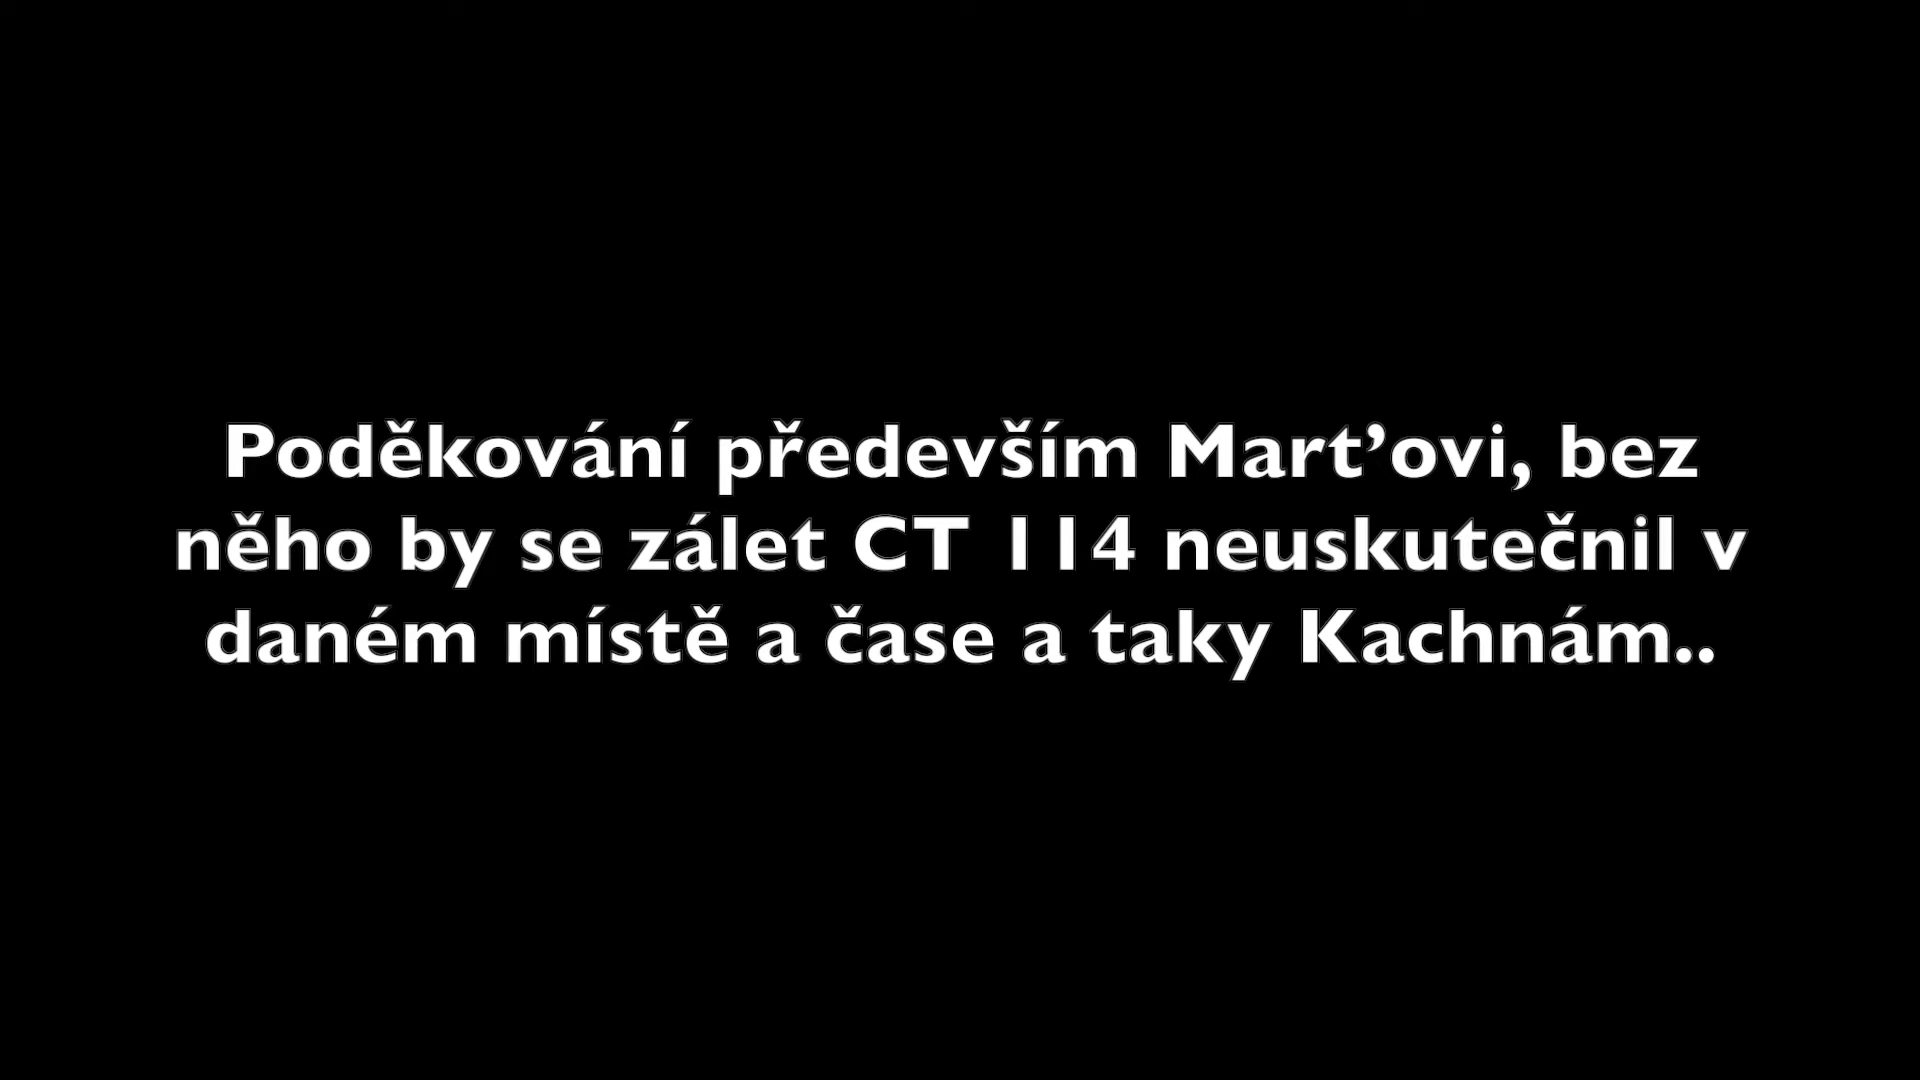 Poděkování především Mart’ovi, bez
něho by se zálet CT 114 neuskutečnil v
daném místě a čase a taky Kachnám..